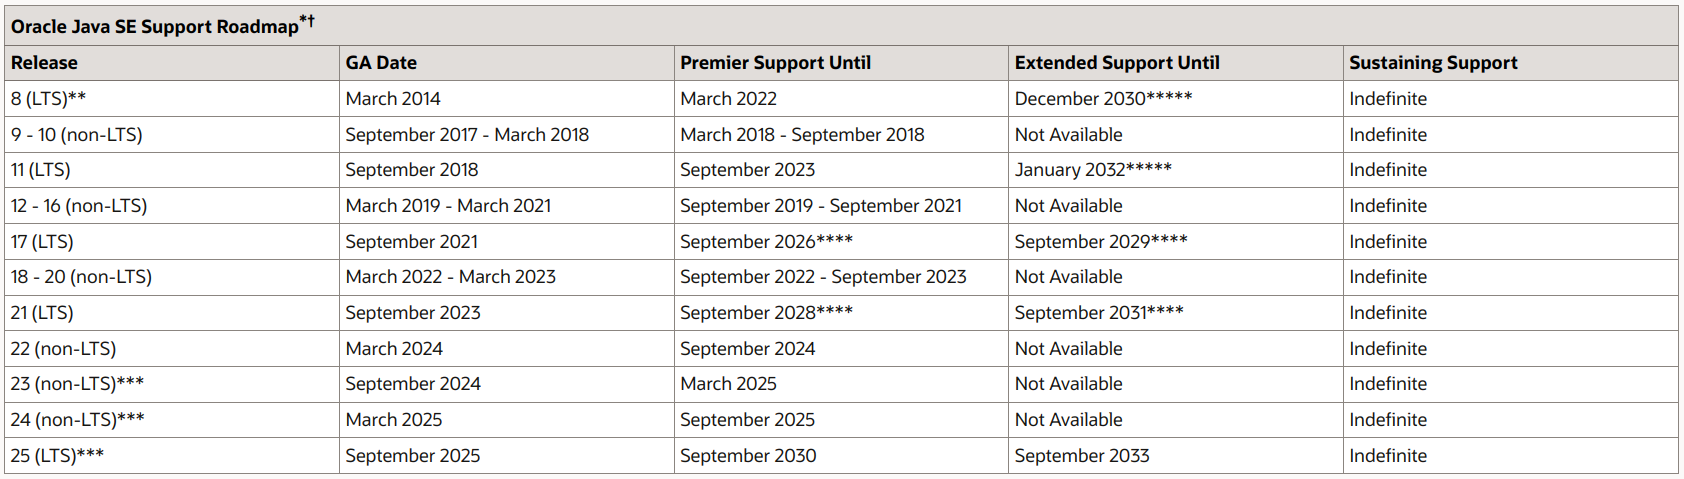 Oracle Java SE Support Roadmap*†
Release GA Date Premier Support Until Extended Support Until Sustaining Support
8 (LTS)** March 2014 March 2022 December 2030***** Indefinite
9 - 10 (non-LTS) September 2017 - March 2018 March 2018 - September 2018 Not Available Indefinite
11 (LTS) September 2018 September 2023 January 2032***** Indefinite
12 - 16 (non-LTS) March 2019 - March 2021 September 2019 - September 2021 Not Available Indefinite
17 (LTS) September 2021 September 2026**** September 2029**** Indefinite
18 - 20 (non-LTS) March 2022 - March 2023 September 2022 - September 2023 Not Available Indefinite
21 (LTS) September 2023 September 2028**** September 2031**** Indefinite
22 (non-LTS) March 2024 September 2024 Not Available Indefinite
23 (non-LTS)*** September 2024 March 2025 Not Available Indefinite
24 (non-LTS)*** March 2025 September 2025 Not Available Indefinite
25 (LTS)*** September 2025 September 2030 September 2033 Indefinite